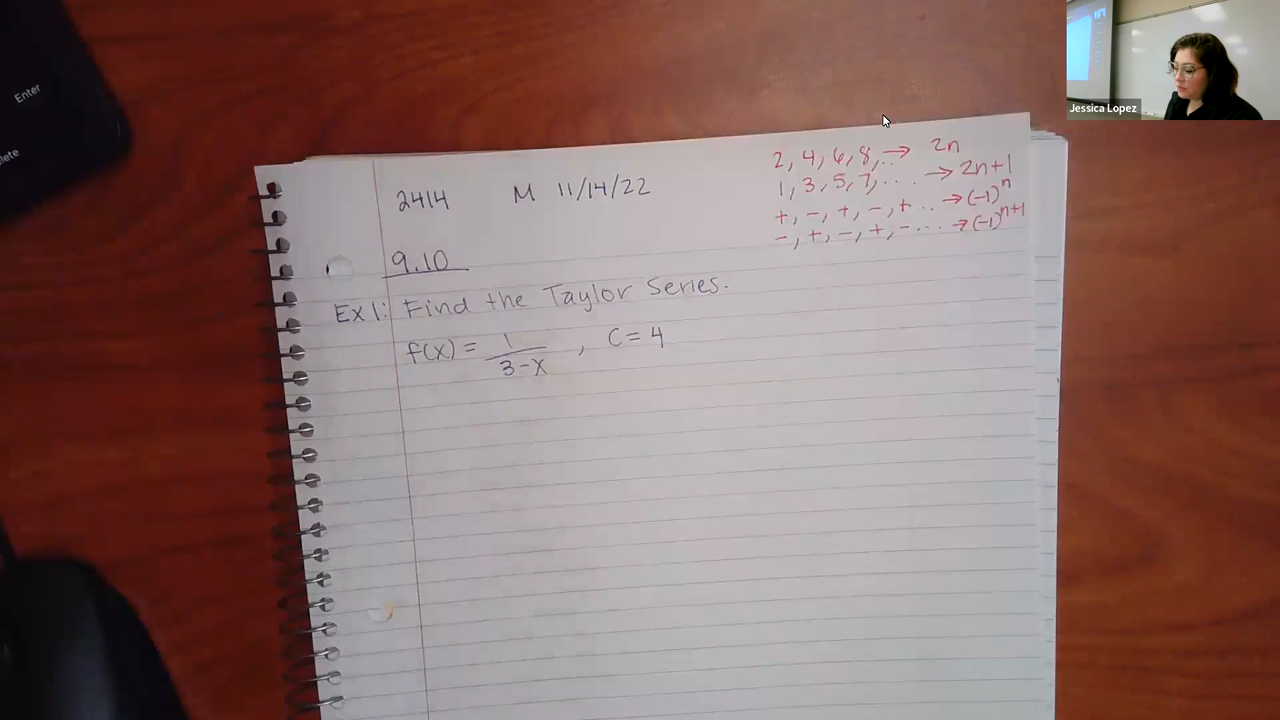 Enter
lete
Jessica Lopez
2, 4, 6, 8, ... → 2n
1, 3, 5, 7, ... → 2n+1
+, -, +, -, + ... → (-1)^n
-, +, -, +, - ... → (-1)^{n+1}
2414 M 11/14/22
9.10
Ex 1: Find the Taylor Series.
f(x) = 1/(3-x) , C = 4